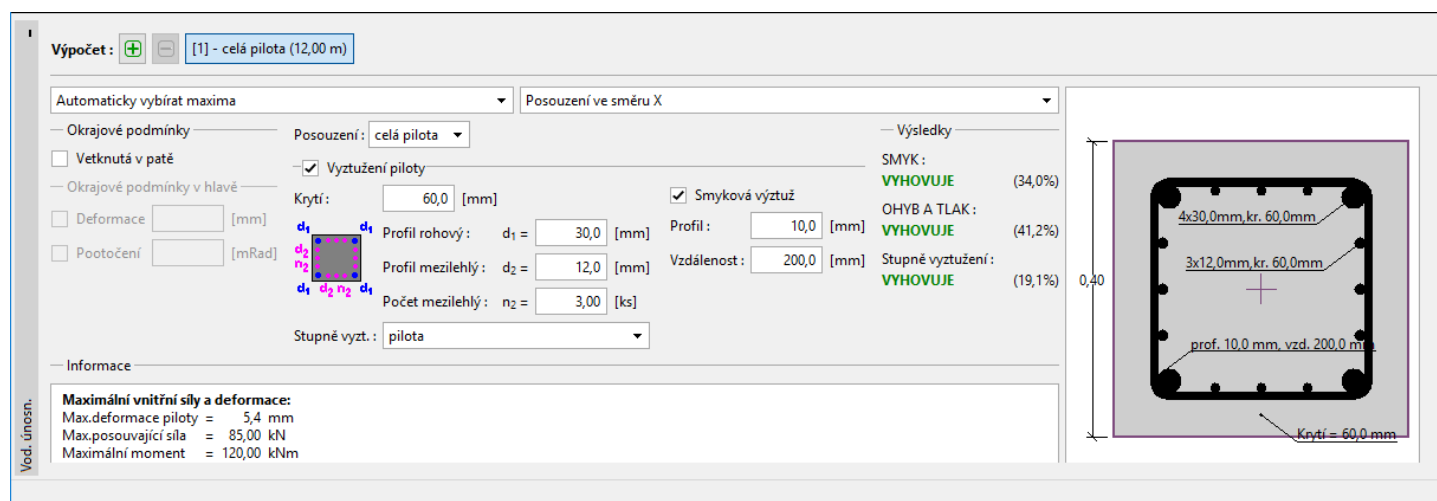 Výpočet : [1] - celá pilota (12,00 m)
Automaticky vybírat maxima
Posouzení ve směru X
Okrajové podmínky
Vetknutá v patě
Okrajové podmínky v hlavě
Deformace [mm]
Pootočení [mRad]
Posouzení : celá pilota
Vyztužení piloty
Krytí : 60,0 [mm]
d1 d1
d2
n2
d1 d2 n2 d1
Profil rohový : d1 = 30,0 [mm]
Profil mezilehlý : d2 = 12,0 [mm]
Počet mezilehlý : n2 = 3,00 [ks]
Stupně vyzt. : pilota
Smyková výztuž
Profil : 10,0 [mm]
Vzdálenost : 200,0 [mm]
Výsledky
SMYK :
VYHOVUJE (34,0%)
OHYB A TLAK :
VYHOVUJE (41,2%)
Stupně vyztužení :
VYHOVUJE (19,1%)
Informace
Maximální vnitřní síly a deformace:
Max.deformace piloty = 5,4 mm
Max.posouvající síla = 85,00 kN
Maximální moment = 120,00 kNm
Vod. únosn.
4x30,0mm,kr. 60,0mm
3x12,0mm,kr. 60,0mm
0,40
prof. 10,0 mm, vzd. 200,0 mm
Krytí = 60,0 mm